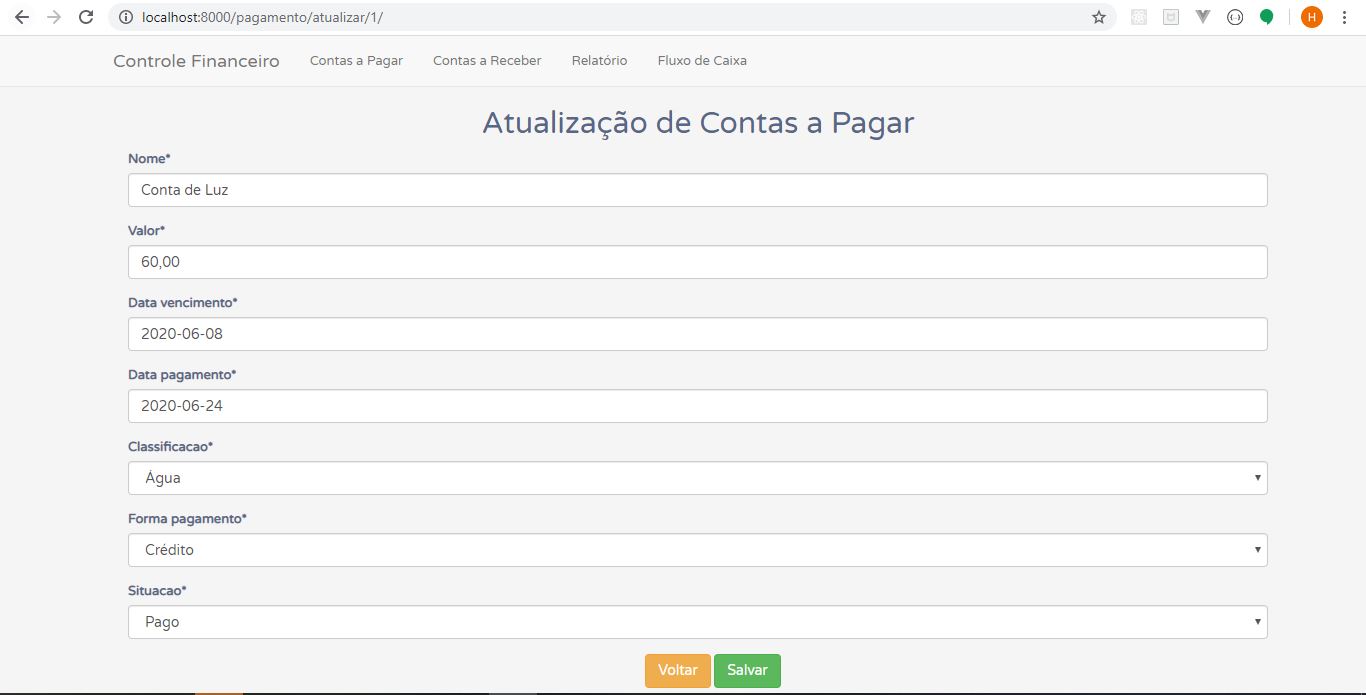 localhost:8000/pagamento/atualizar/1/
H
Controle Financeiro Contas a Pagar Contas a Receber Relatório Fluxo de Caixa
Atualização de Contas a Pagar
Nome*
Conta de Luz
Valor*
60,00
Data vencimento*
2020-06-08
Data pagamento*
2020-06-24
Classificacao*
Água
Forma pagamento*
Crédito
Situacao*
Pago
Voltar Salvar